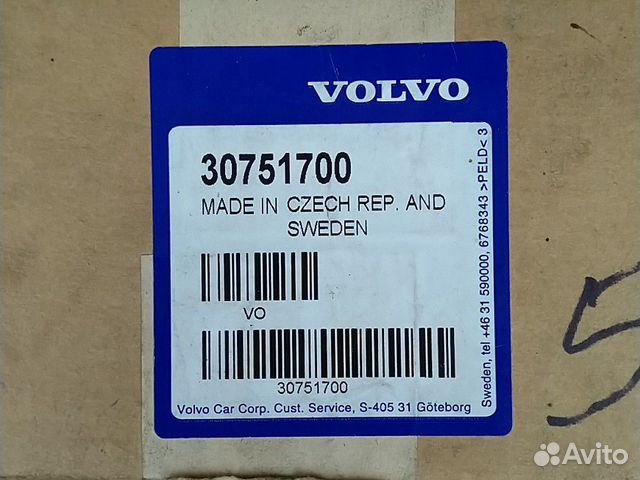 VOLVO
30751700
MADE IN CZECH REP. AND
SWEDEN
VO
30751700
Volvo Car Corp. Cust. Service, S-405 31 Göteborg
Sweden, tel +46 31 590000, 6768343 >PELD< 3
5
Avito